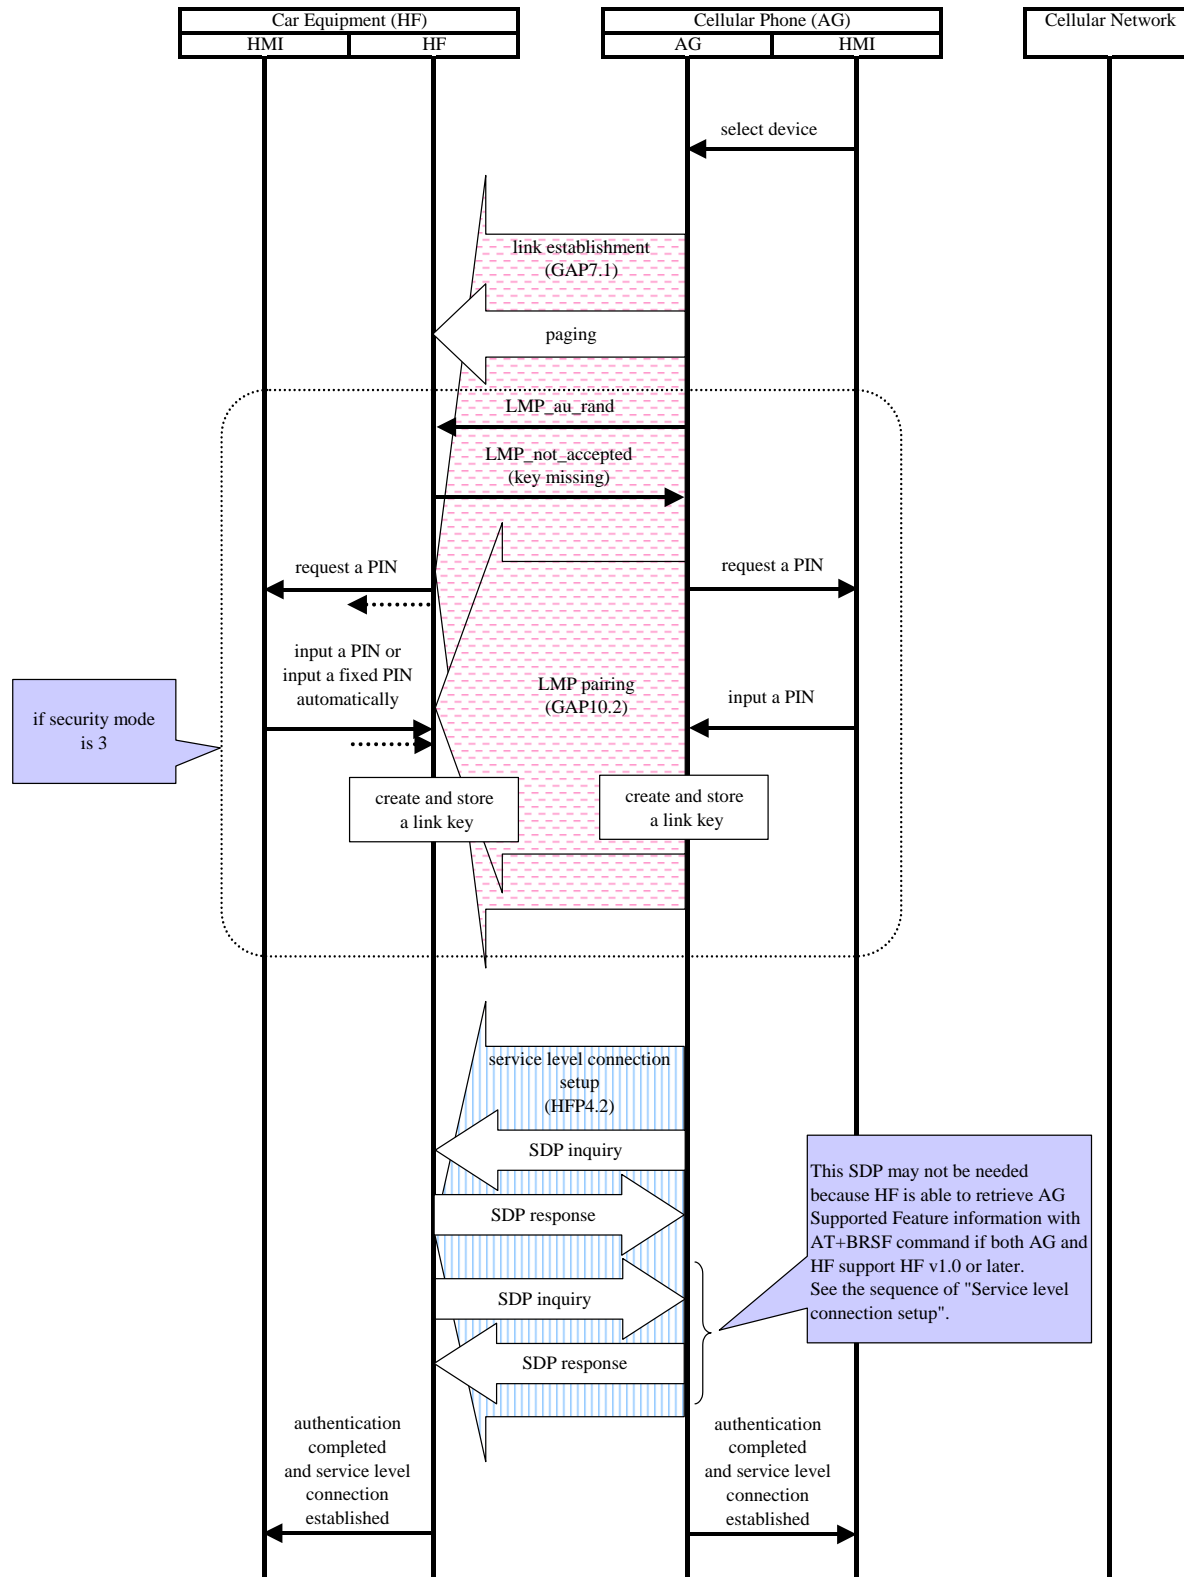 Car Equipment (HF)
Cellular Phone (AG)
Cellular Network
HMI
HF
AG
HMI
select device
link establishment
(GAP7.1)
paging
LMP_au_rand
LMP_not_accepted
(key missing)
request a PIN
request a PIN
input a PIN or
input a fixed PIN
automatically
LMP pairing
(GAP10.2)
input a PIN
if security mode
is 3
create and store
a link key
create and store
a link key
service level connection
setup
(HFP4.2)
SDP inquiry
SDP response
SDP inquiry
SDP response
This SDP may not be needed
because HF is able to retrieve AG
Supported Feature information with
AT+BRSF command if both AG and
HF support HF v1.0 or later.
See the sequence of "Service level
connection setup".
authentication
completed
and service level
connection
established
authentication
completed
and service level
connection
established